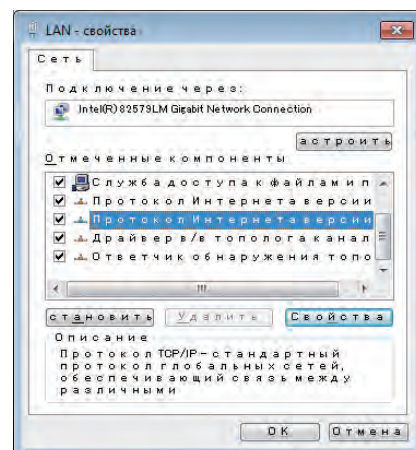 LAN - свойства
Сеть
Подключение через:
Intel(R) 82579LM Gigabit Network Connection
астроить
Отмеченные компоненты
Служба доступа к файлам и п
Протокол Интернета версии
Протокол Интернета версии
Драйвер в/в тополога канал
Ответчик обнаружения топо
становить Удалить Свойства
Описание
Протокол TCP/IP – стандартный
протокол глобальных сетей,
обеспечивающий связь между
различными
OK Отмена